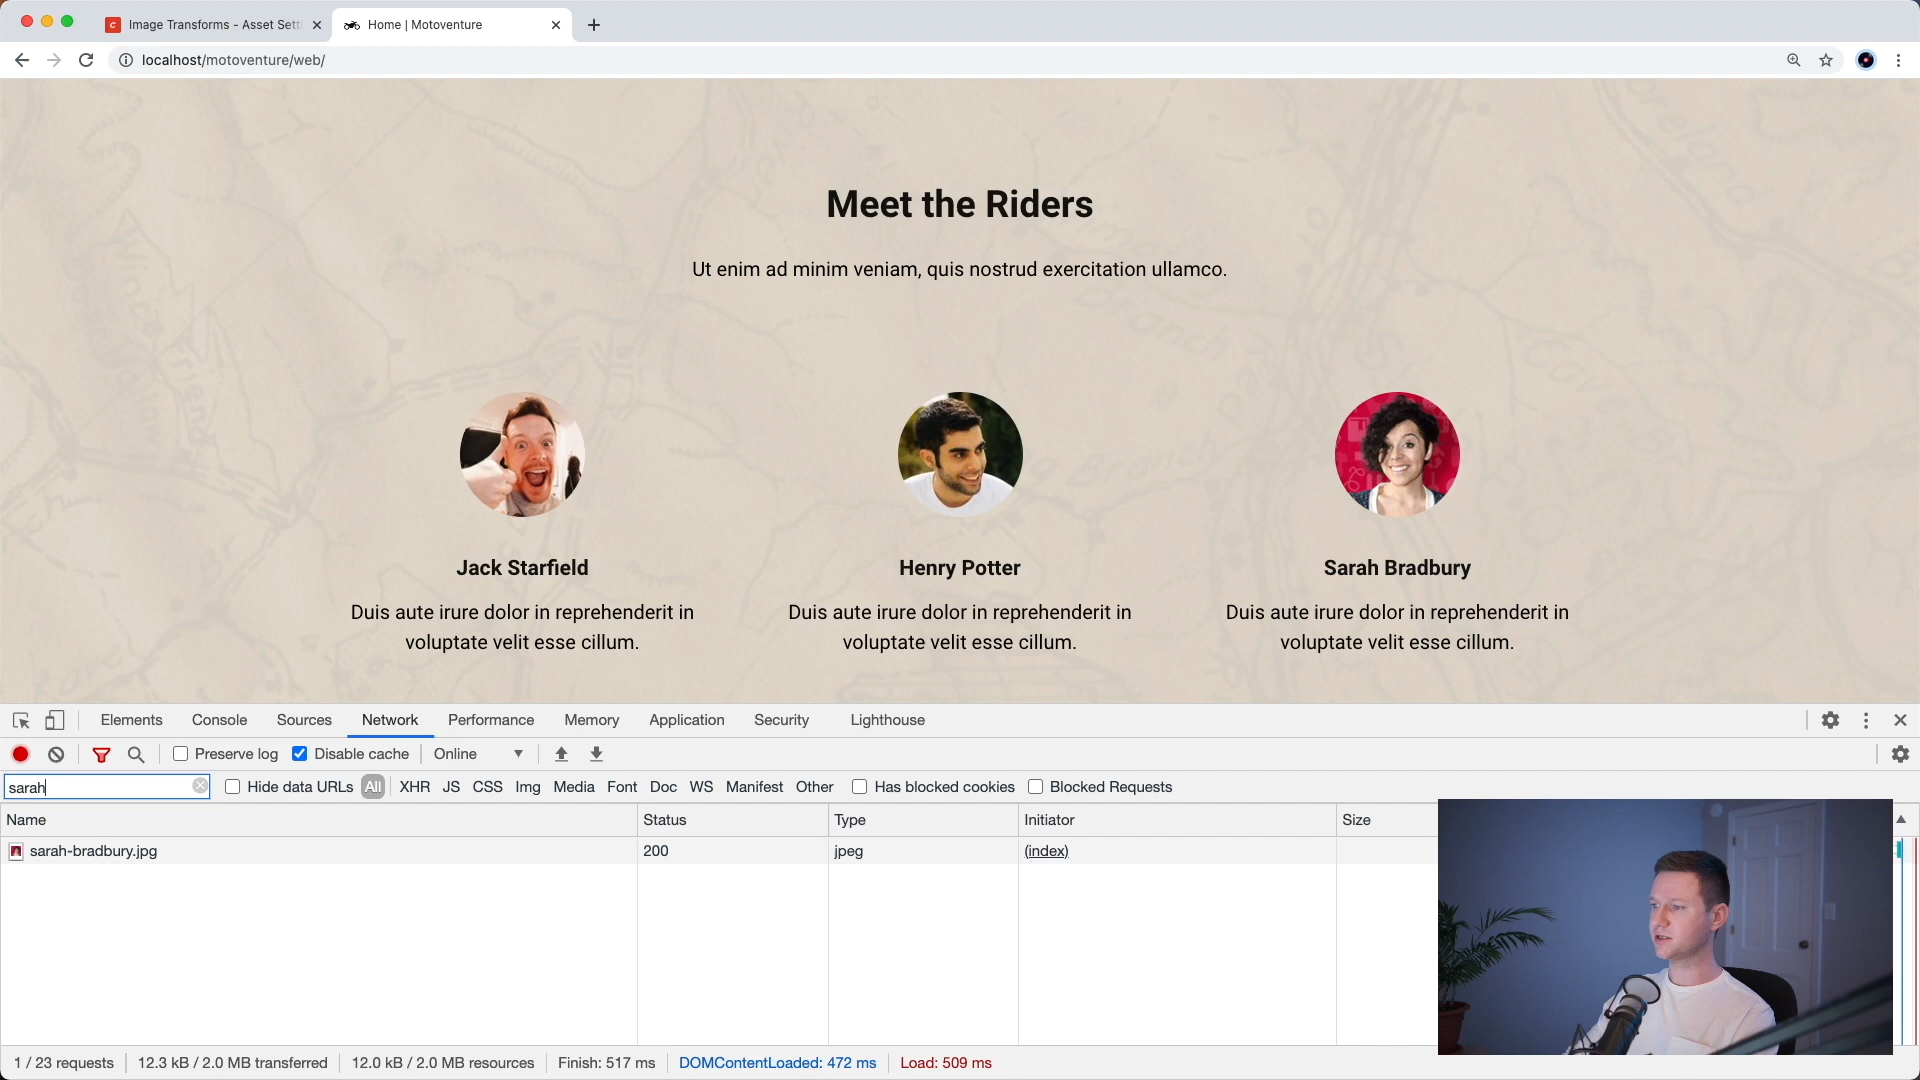 Image Transforms - Asset Setti
Home | Motoventure
localhost/motoventure/web/
Meet the Riders
Ut enim ad minim veniam, quis nostrud exercitation ullamco.
Jack Starfield
Duis aute irure dolor in reprehenderit in
voluptate velit esse cillum.
Henry Potter
Duis aute irure dolor in reprehenderit in
voluptate velit esse cillum.
Sarah Bradbury
Duis aute irure dolor in reprehenderit in
voluptate velit esse cillum.
Elements Console Sources Network Performance Memory Application Security Lighthouse
Preserve log Disable cache Online
sarah Hide data URLs All XHR JS CSS Img Media Font Doc WS Manifest Other Has blocked cookies Blocked Requests
Name Status Type Initiator Size
sarah-bradbury.jpg 200 jpeg (index)
1 / 23 requests 12.3 kB / 2.0 MB transferred 12.0 kB / 2.0 MB resources Finish: 517 ms DOMContentLoaded: 472 ms Load: 509 ms